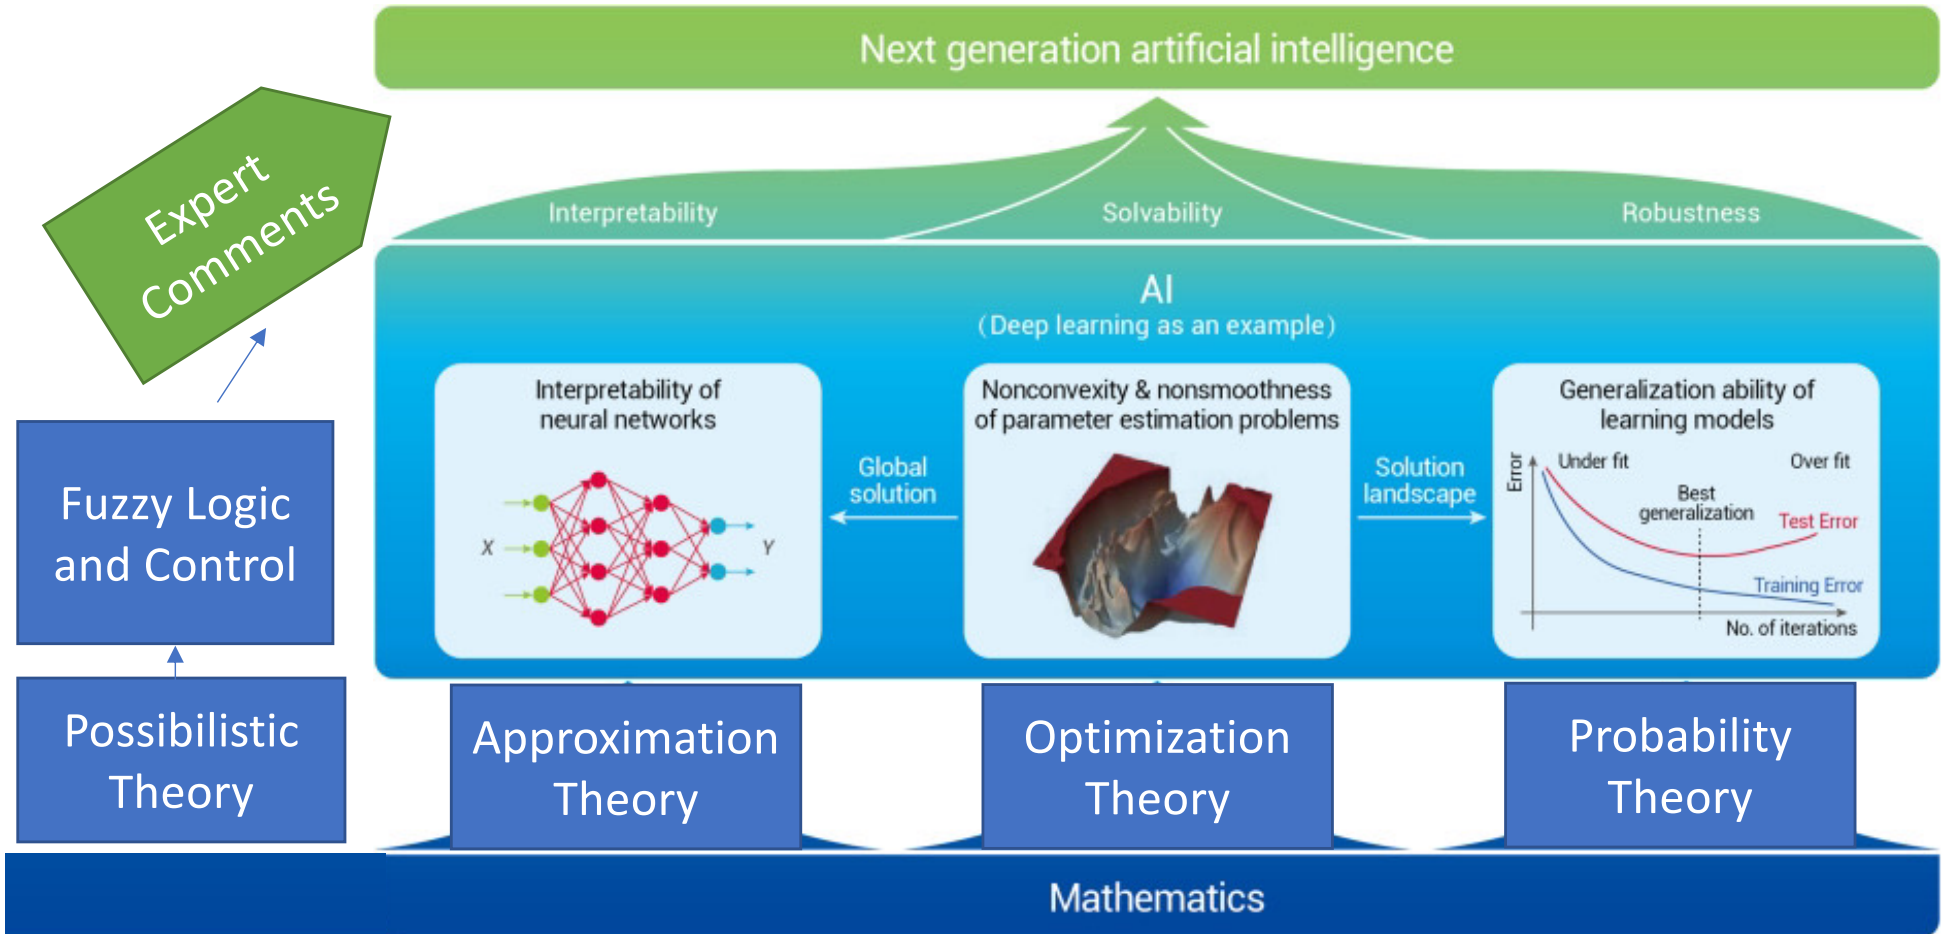 Next generation artificial intelligence
Expert
Comments
Interpretability
Solvability
Robustness
AI
(Deep learning as an example)
Interpretability of
neural networks
X
Y
Global
solution
Nonconvexity & nonsmoothness
of parameter estimation problems
Solution
landscape
Generalization ability of
learning models
Error
Under fit
Over fit
Best
generalization
Test Error
Training Error
No. of iterations
Fuzzy Logic
and Control
Possibilistic
Theory
Approximation
Theory
Optimization
Theory
Probability
Theory
Mathematics